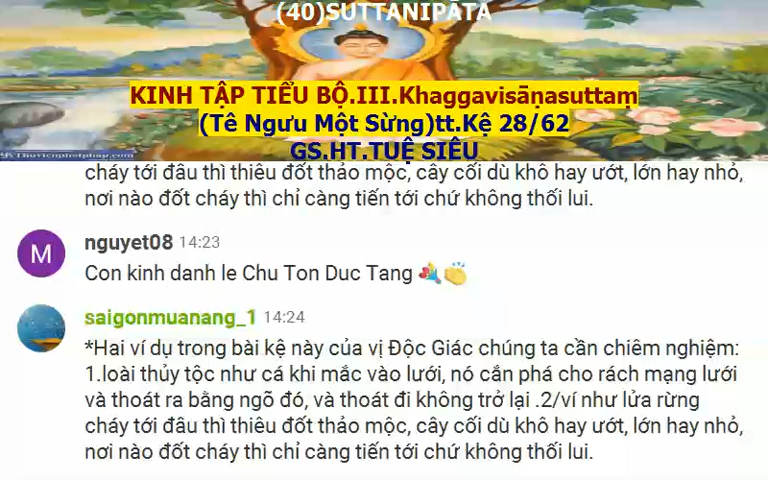 (40)SUTTANIPĀTA
KINH TẬP TIỂU BỘ.III.Khaggavisāṇasuttaṃ
(Tê Ngưu Một Sừng)tt.Kệ 28/62
Thuvienphatphap.com
GS.HT.TUỆ SIÊU
cháy tới đâu thì thiêu đốt thảo mộc, cây cối dù khô hay ướt, lớn hay nhỏ,
nơi nào đốt cháy thì chỉ càng tiến tới chứ không thối lui.
M
nguyet08 14:23
Con kinh danh le Chu Ton Duc Tang 💐👏
saigonmuanang_1 14:24
*Hai ví dụ trong bài kệ này của vị Độc Giác chúng ta cần chiêm nghiệm:
1.loài thủy tộc như cá khi mắc vào lưới, nó cắn phá cho rách mạng lưới
và thoát ra bằng ngõ đó, và thoát đi không trở lại .2/ví như lửa rừng
cháy tới đâu thì thiêu đốt thảo mộc, cây cối dù khô hay ướt, lớn hay nhỏ,
nơi nào đốt cháy thì chỉ càng tiến tới chứ không thối lui.